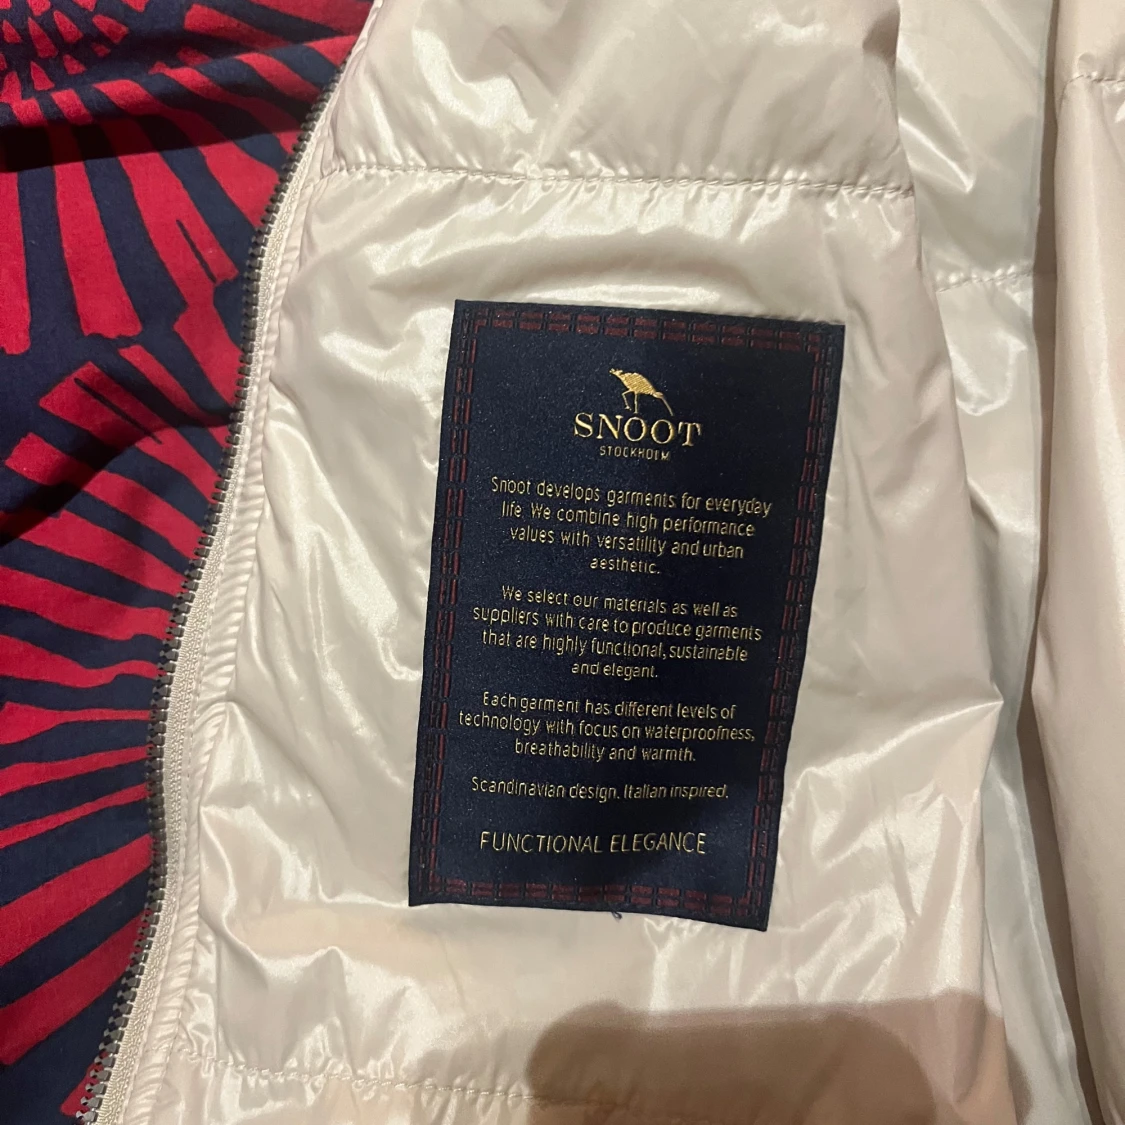 SNOOT
STOCKHOLM
Snoot develops garments for everyday
life. We combine high performance
values with versatility and urban
aesthetic.
We select our materials as well as
suppliers with care to produce garments
that are highly functional, sustainable
and elegant.
Each garment has different levels of
technology with focus on waterproofness,
breathability and warmth.
Scandinavian design. Italian inspired.
FUNCTIONAL ELEGANCE